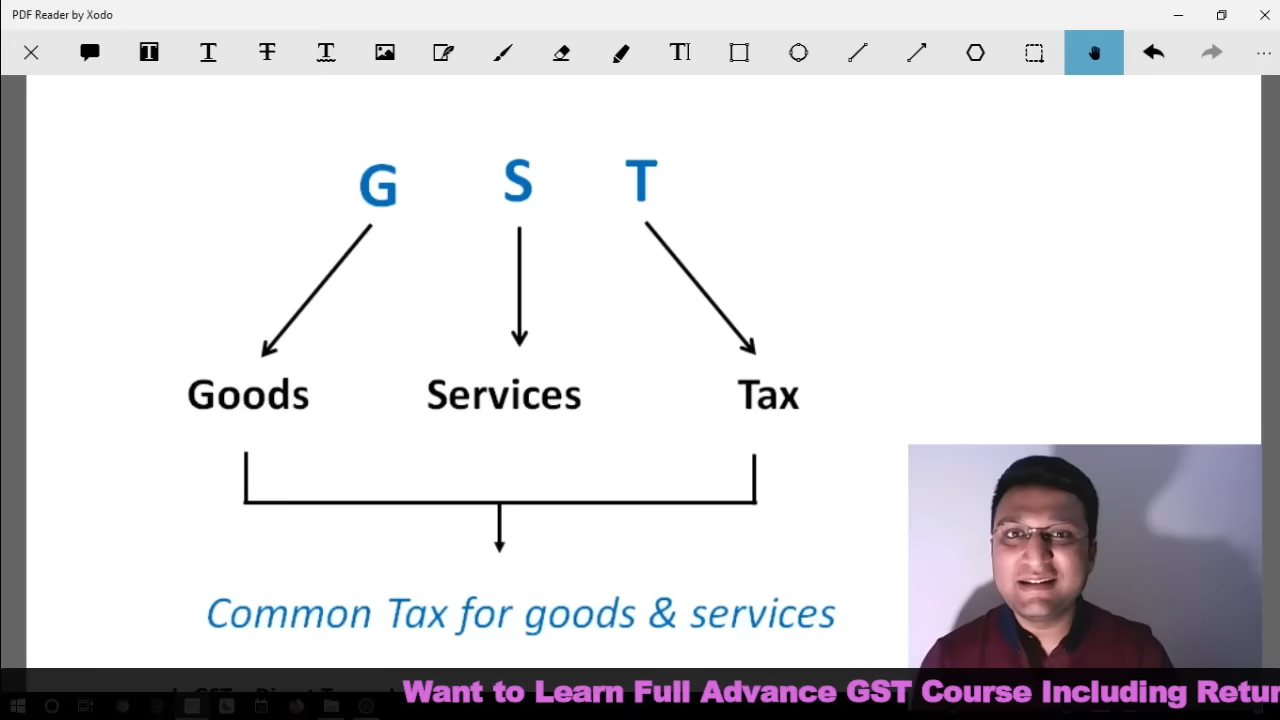 PDF Reader by Xodo
G S T
Goods Services Tax
Common Tax for goods & services
Want to Learn Full Advance GST Course Including Retur